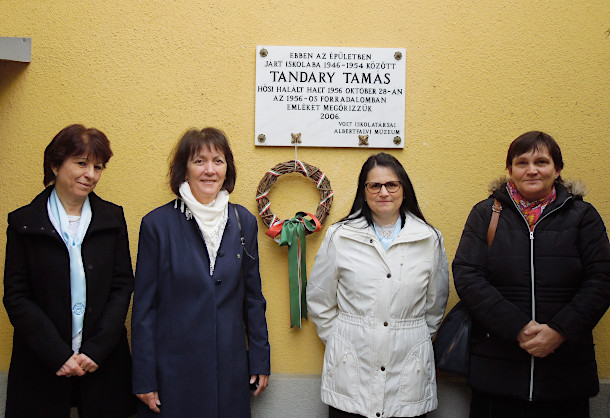 EBBEN AZ ÉPÜLETBEN
JÁRT ISKOLÁBA 1946-1954 KÖZÖTT
TANDARY TAMÁS
HŐSI HALÁLT HALT 1956 OKTÓBER 28-ÁN
AZ 1956-OS FORRADALOMBAN
EMLÉKÉT MEGŐRIZZÜK
2006.
VOLT ISKOLATÁRSAI
ALBERTFALVI MÚZEUM